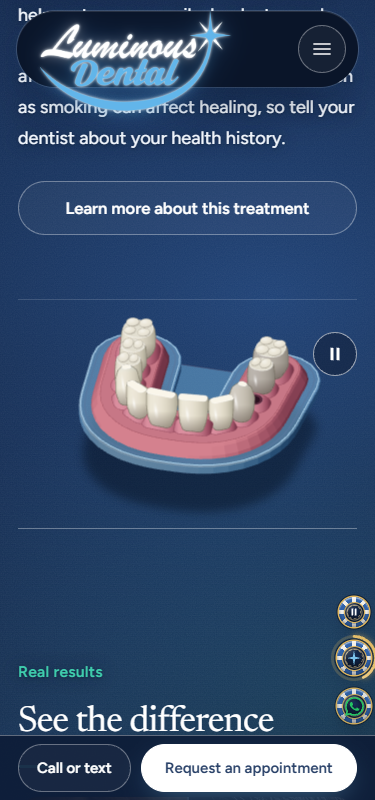 Luminous
Dental
as smoking can affect healing, so tell your
dentist about your health history.
Learn more about this treatment
Real results
See the difference
Call or text
Request an appointment